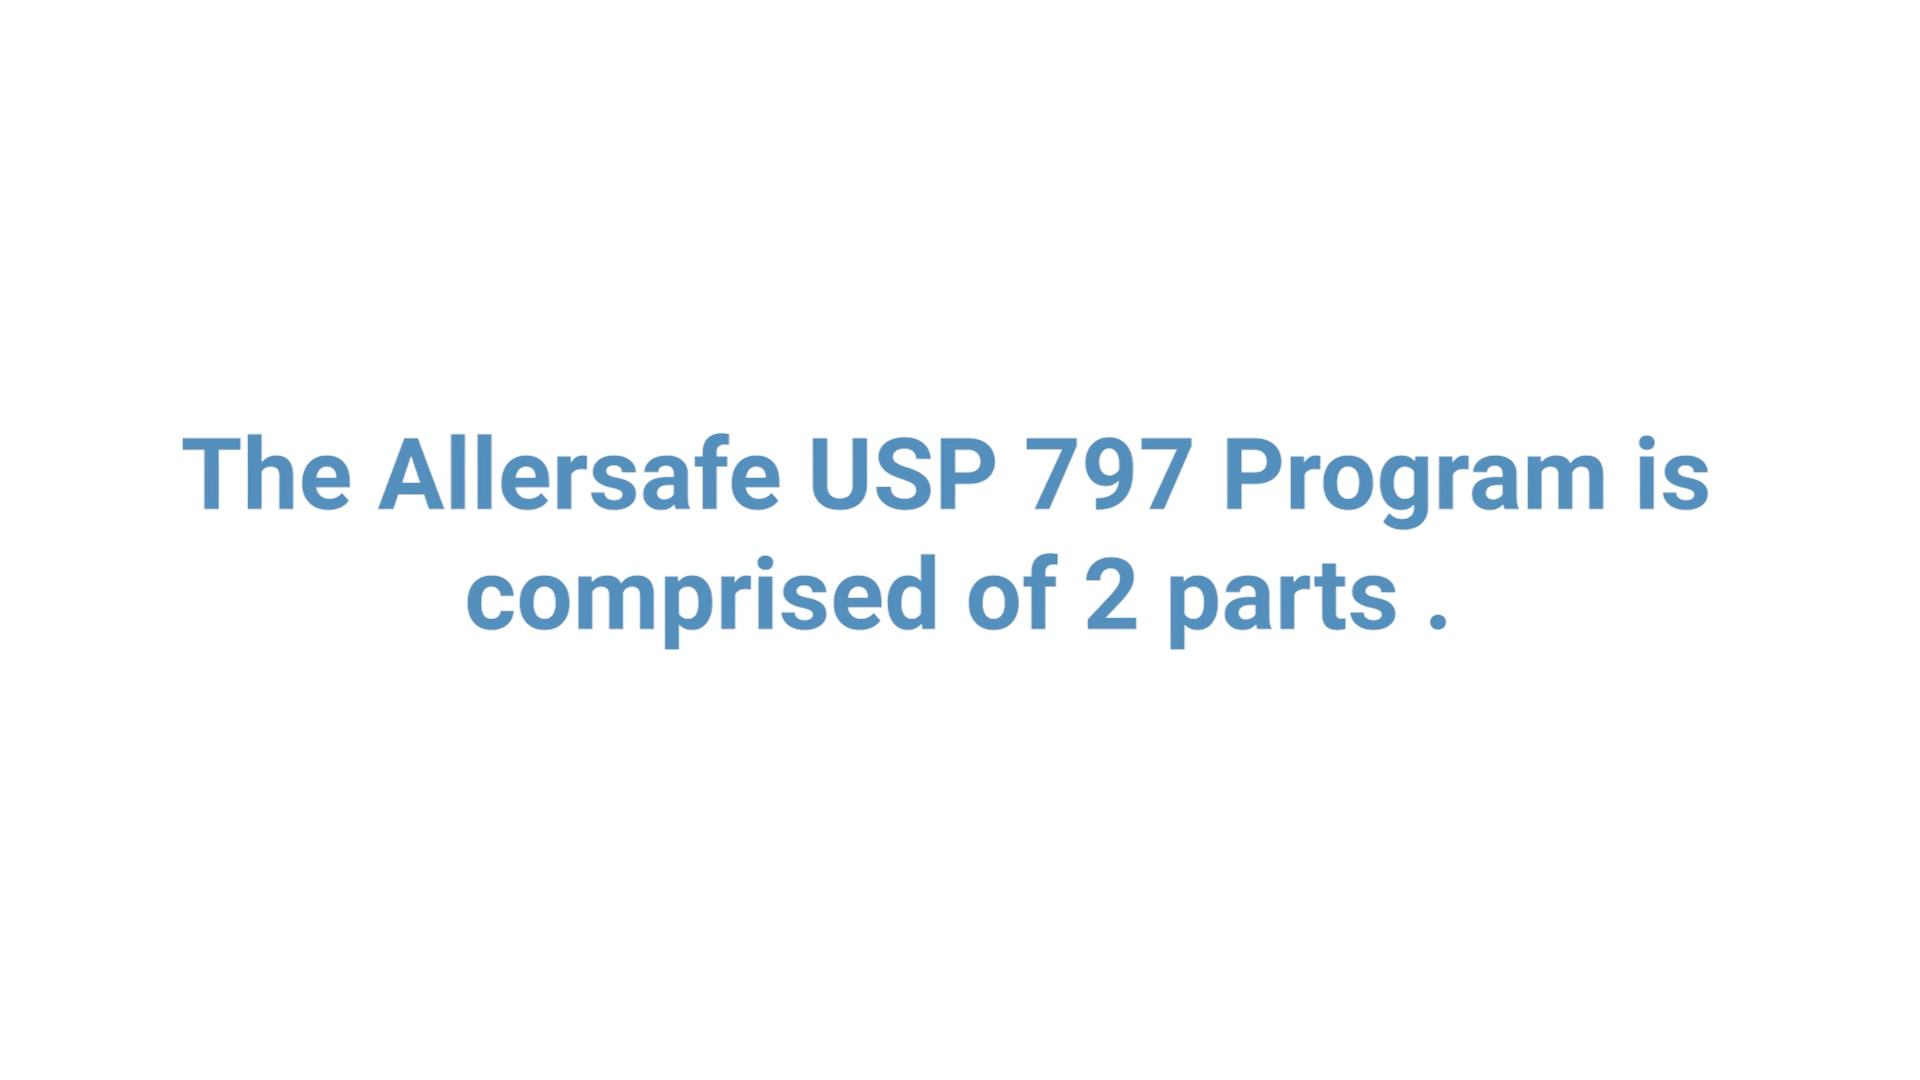 The Allersafe USP 797 Program is
comprised of 2 parts .